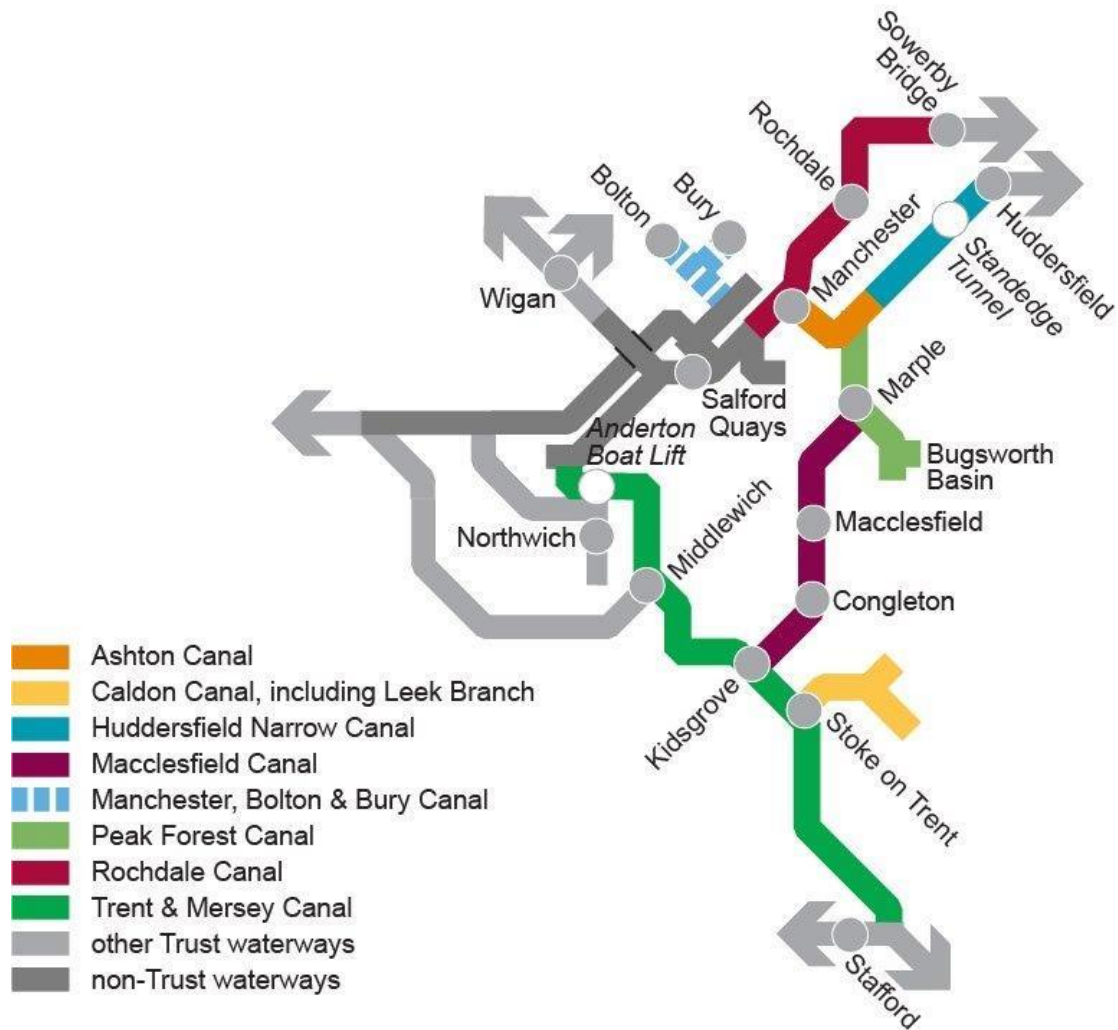 Sowerby
Bridge
Rochdale
Bolton
Bury
Manchester
Huddersfield
Standedge
Tunnel
Wigan
Salford
Quays
Marple
Anderton
Boat Lift
Bugsworth
Basin
Northwich
Middlewich
Macclesfield
Congleton
Kidsgrove
Stoke on Trent
Stafford
Ashton Canal
Caldon Canal, including Leek Branch
Huddersfield Narrow Canal
Macclesfield Canal
Manchester, Bolton & Bury Canal
Peak Forest Canal
Rochdale Canal
Trent & Mersey Canal
other Trust waterways
non-Trust waterways